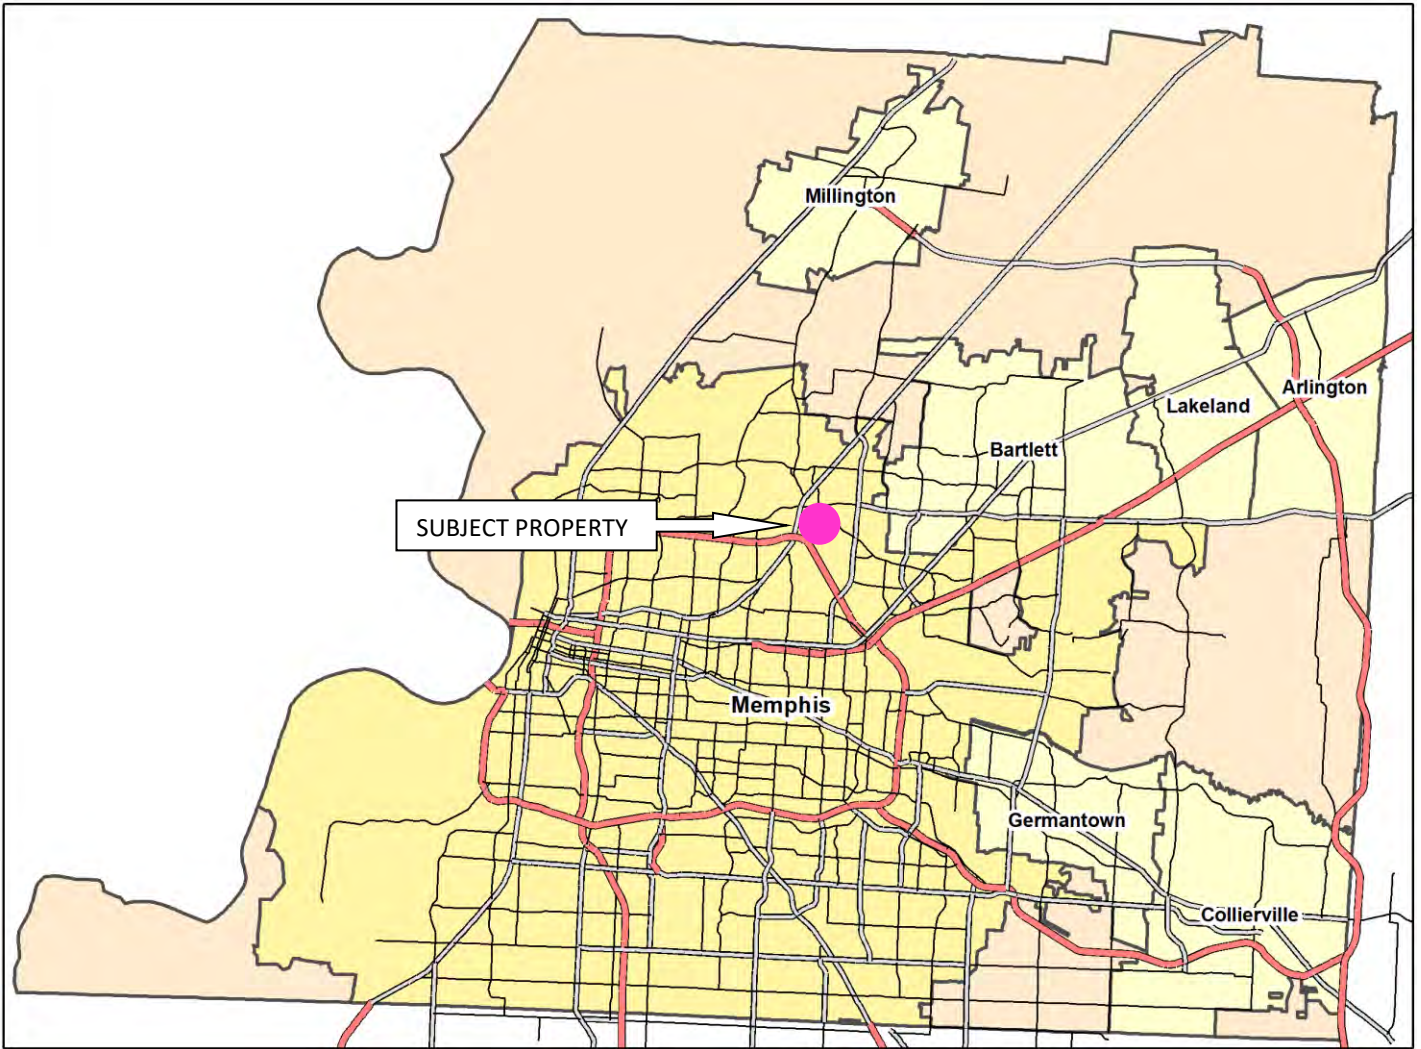 Millington
Arlington
Lakeland
Bartlett
SUBJECT PROPERTY
Memphis
Germantown
Collierville